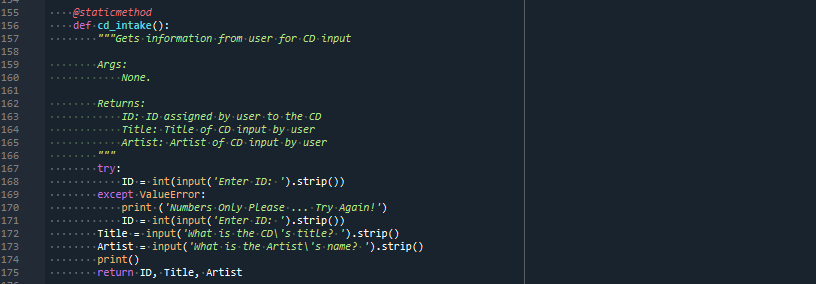 155 @staticmethod
156 def cd_intake():
157 """Gets information from user for CD input
158
159 Args:
160 None.
161
162 Returns:
163 ID: ID assigned by user to the CD
164 Title: Title of CD input by user
165 Artist: Artist of CD input by user
166 """
167 try:
168 ID = int(input('Enter ID: ').strip())
169 except ValueError:
170 print ('Numbers Only Please ... Try Again!')
171 ID = int(input('Enter ID: ').strip())
172 Title = input('What is the CD\'s title? ').strip()
173 Artist = input('What is the Artist\'s name? ').strip()
174 print()
175 return ID, Title, Artist